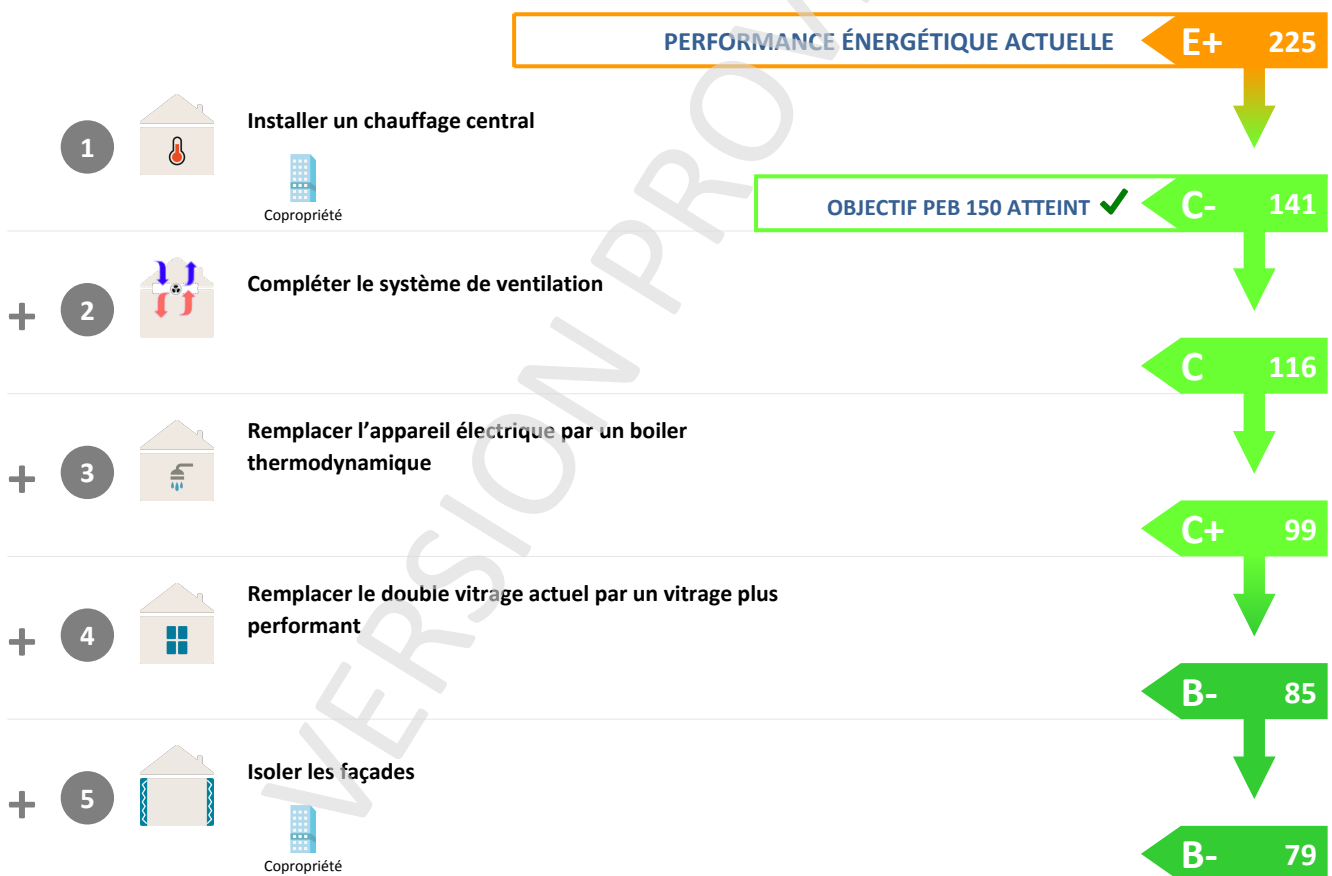 PERFORMANCE ÉNERGÉTIQUE ACTUELLE E+ 225
1 Installer un chauffage central
Copropriété
OBJECTIF PEB 150 ATTEINT C- 141
+ 2 Compléter le système de ventilation
C 116
+ 3 Remplacer l'appareil électrique par un boiler
thermodynamique
C+ 99
+ 4 Remplacer le double vitrage actuel par un vitrage plus
performant
B- 85
+ 5 Isoler les façades
Copropriété
B- 79
VERSION